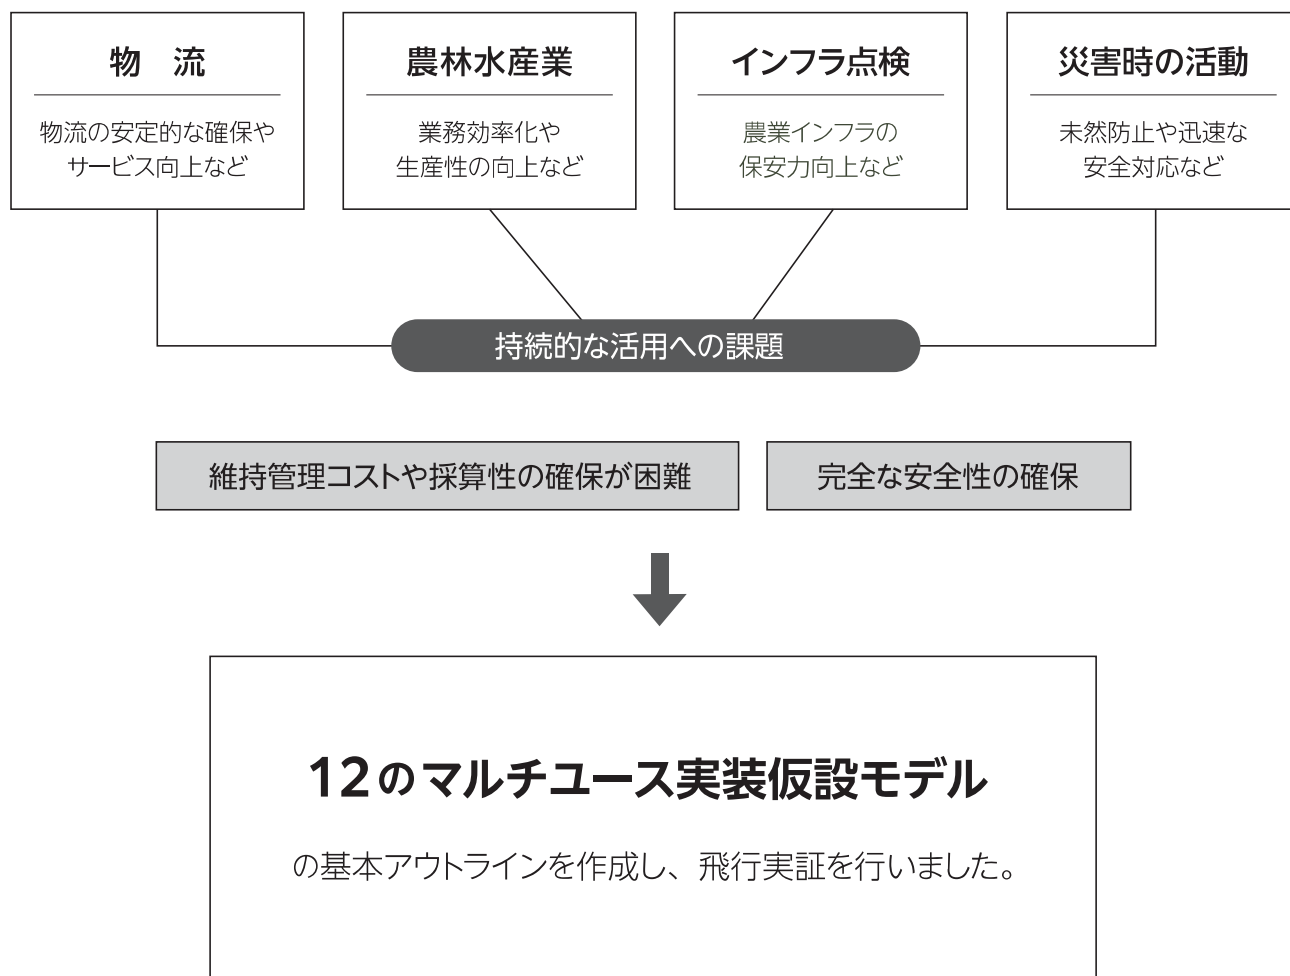 物　流
物流の安定的な確保や
サービス向上など
農林水産業
業務効率化や
生産性の向上など
インフラ点検
農業インフラの
保安力向上など
災害時の活動
未然防止や迅速な
安全対応など
持続的な活用への課題
維持管理コストや採算性の確保が困難
完全な安全性の確保
12のマルチユース実装仮設モデル
の基本アウトラインを作成し、飛行実証を行いました。